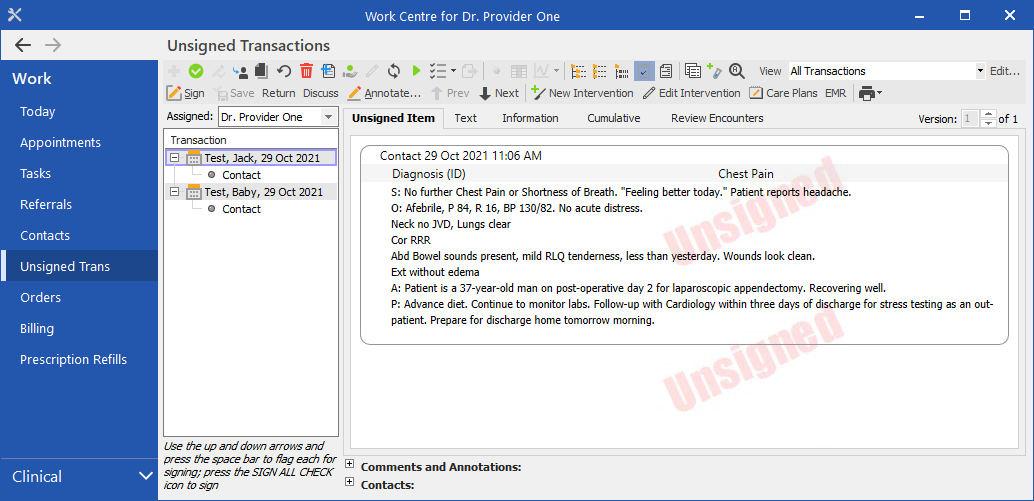 Work Centre for Dr. Provider One
Unsigned Transactions
Work
Today
Appointments
Tasks
Referrals
Contacts
Unsigned Trans
Orders
Billing
Prescription Refills
Clinical
View All Transactions Edit...
Sign Save Return Discuss Annotate... Prev Next New Intervention Edit Intervention Care Plans EMR
Assigned: Dr. Provider One
Transaction
Test, Jack, 29 Oct 2021
Contact
Test, Baby, 29 Oct 2021
Contact
Use the up and down arrows and
press the space bar to flag each for
signing; press the SIGN ALL CHECK
icon to sign
Unsigned Item Text Information Cumulative Review Encounters Version: 1 of 1
Contact 29 Oct 2021 11:06 AM
Diagnosis (ID) Chest Pain
S: No further Chest Pain or Shortness of Breath. "Feeling better today." Patient reports headache.
O: Afebrile, P 84, R 16, BP 130/82. No acute distress.
Neck no JVD, Lungs clear
Cor RRR
Abd Bowel sounds present, mild RLQ tenderness, less than yesterday. Wounds look clean.
Ext without edema
A: Patient is a 37-year-old man on post-operative day 2 for laparoscopic appendectomy. Recovering well.
P: Advance diet. Continue to monitor labs. Follow-up with Cardiology within three days of discharge for stress testing as an out-
patient. Prepare for discharge home tomorrow morning.
Unsigned
Unsigned
Comments and Annotations:
Contacts: